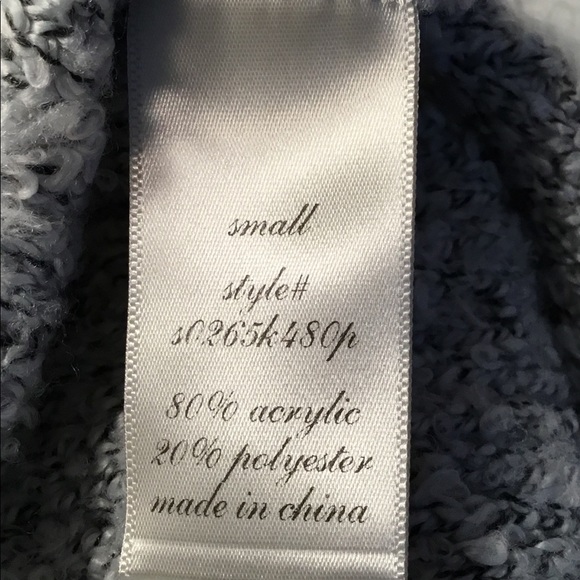 small
style#
s0265k480p
80% acrylic
20% polyester
made in china